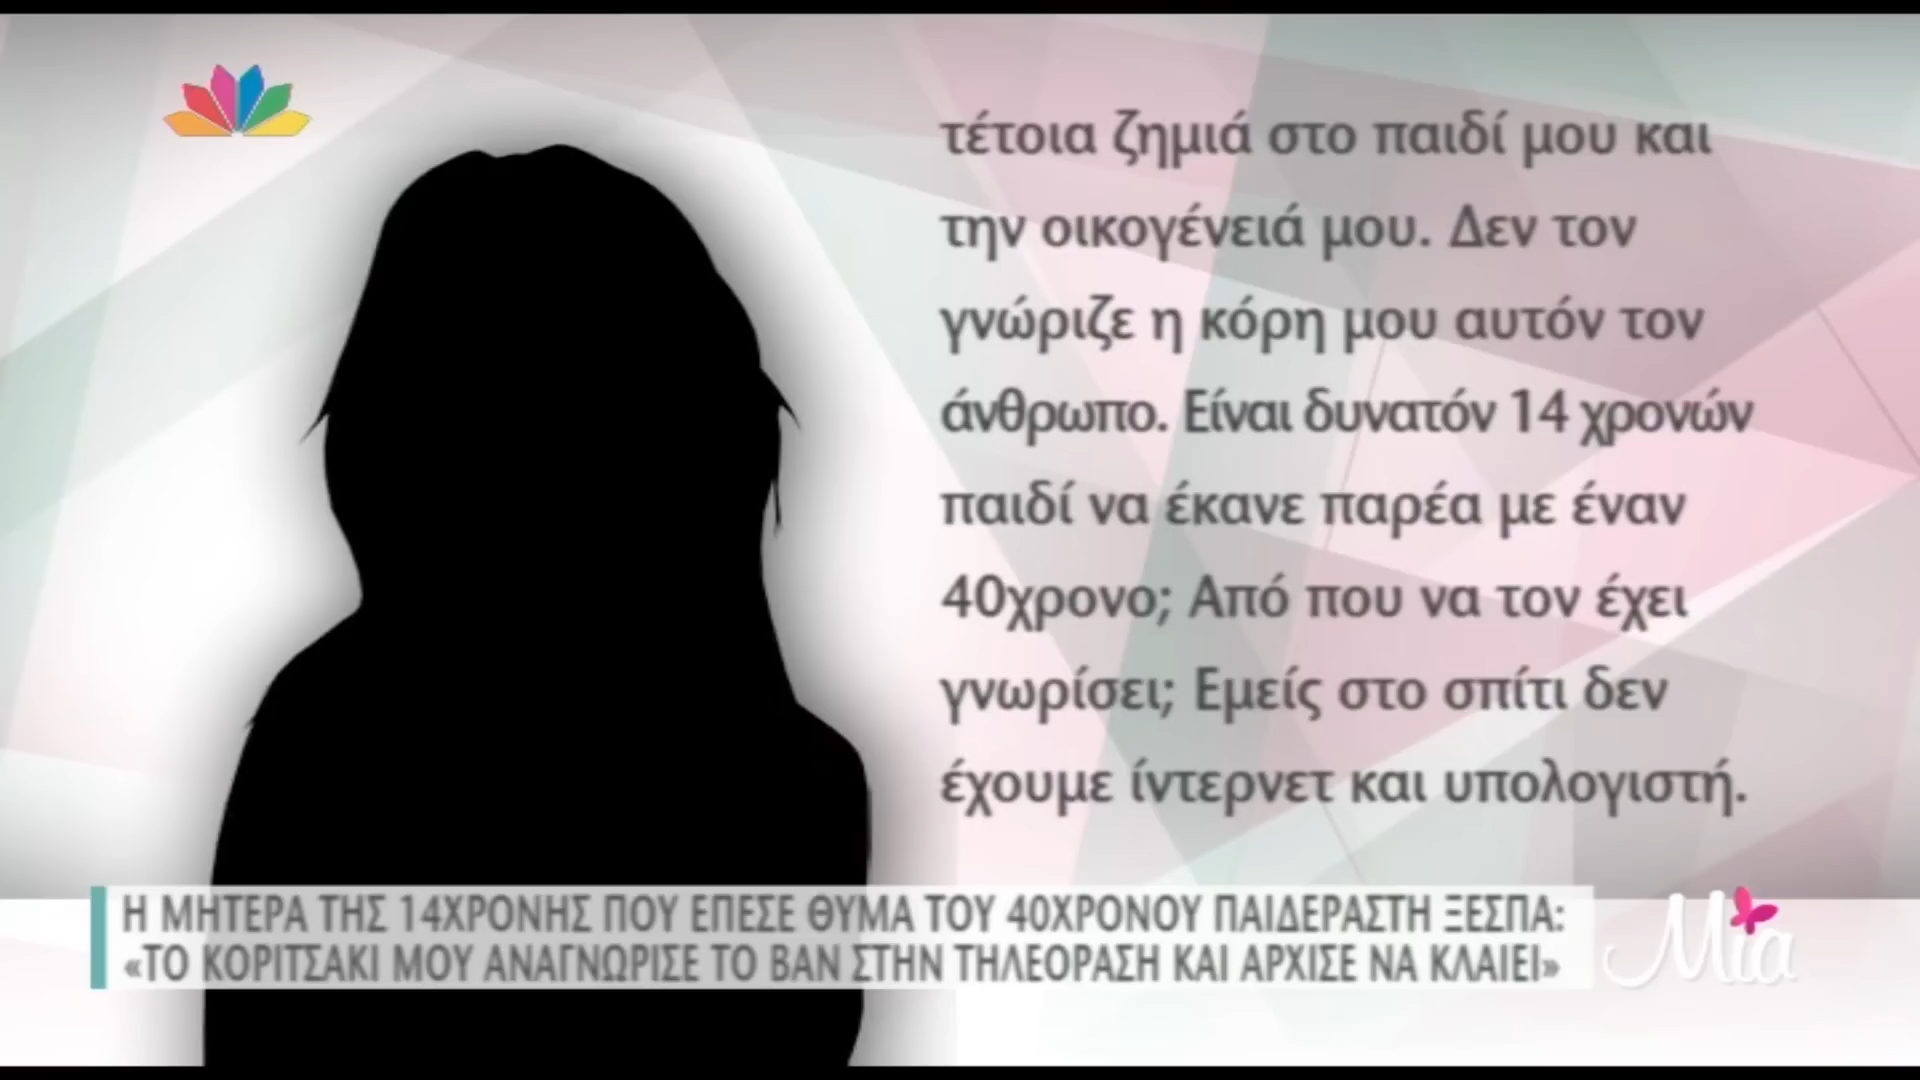 τέτοια ζημιά στο παιδί μου και
την οικογένειά μου. Δεν τον
γνώριζε η κόρη μου αυτόν τον
άνθρωπο. Είναι δυνατόν 14 χρονών
παιδί να έκανε παρέα με έναν
40χρονο; Από που να τον έχει
γνωρίσει; Εμείς στο σπίτι δεν
έχουμε ίντερνετ και υπολογιστή.
Η ΜΗΤΕΡΑ ΤΗΣ 14ΧΡΟΝΗΣ ΠΟΥ ΕΠΕΣΕ ΘΥΜΑ ΤΟΥ 40ΧΡΟΝΟΥ ΠΑΙΔΕΡΑΣΤΗ ΞΕΣΠΑ:
«ΤΟ ΚΟΡΙΤΣΑΚΙ ΜΟΥ ΑΝΑΓΝΩΡΙΣΕ ΤΟ ΒΑΝ ΣΤΗΝ ΤΗΛΕΟΡΑΣΗ ΚΑΙ ΑΡΧΙΣΕ ΝΑ ΚΛΑΙΕΙ»
Μία